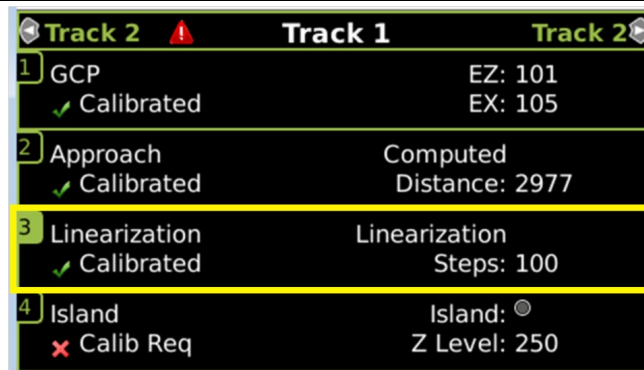 Track 2 Track 1 Track 2
1 GCP EZ: 101
Calibrated EX: 105
2 Approach Computed
Calibrated Distance: 2977
3 Linearization Linearization
Calibrated Steps: 100
4 Island Island:
Calib Req Z Level: 250